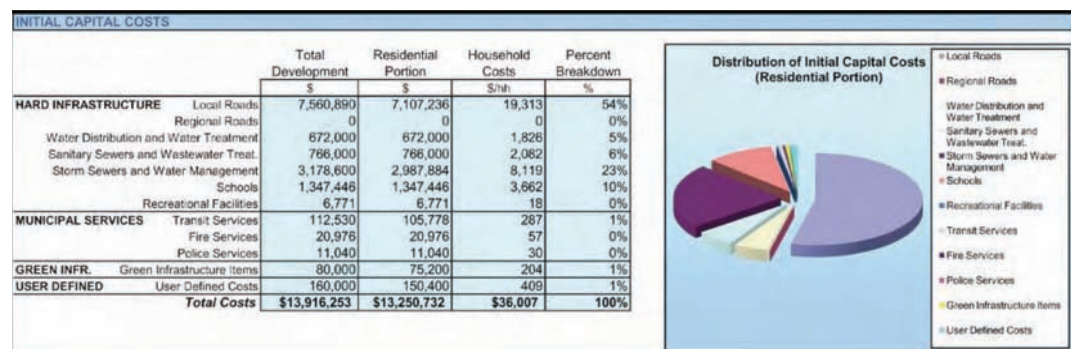 INITIAL CAPITAL COSTS
Total Residential Household Percent
Development Portion Costs Breakdown
$ $ $/hh %
HARD INFRASTRUCTURE Local Roads 7,560,890 7,107,236 19,313 54%
Regional Roads 0 0 0 0%
Water Distribution and Water Treatment 672,000 672,000 1,826 5%
Sanitary Sewers and Wastewater Treat. 766,000 766,000 2,082 6%
Storm Sewers and Water Management 3,178,600 2,987,884 8,119 23%
Schools 1,347,446 1,347,446 3,662 10%
Recreational Facilities 6,771 6,771 18 0%
MUNICIPAL SERVICES Transit Services 112,530 105,778 287 1%
Fire Services 20,976 20,976 57 0%
Police Services 11,040 11,040 30 0%
GREEN INFR. Green Infrastructure Items 80,000 75,200 204 1%
USER DEFINED User Defined Costs 160,000 150,400 409 1%
Total Costs $13,916,253 $13,250,732 $36,007 100%
Distribution of Initial Capital Costs
(Residential Portion)
Local Roads
Regional Roads
Water Distribution and
Water Treatment
Sanitary Sewers and
Wastewater Treat.
Storm Sewers and Water
Management
Schools
Recreational Facilities
Transit Services
Fire Services
Police Services
Green Infrastructure Items
User Defined Costs